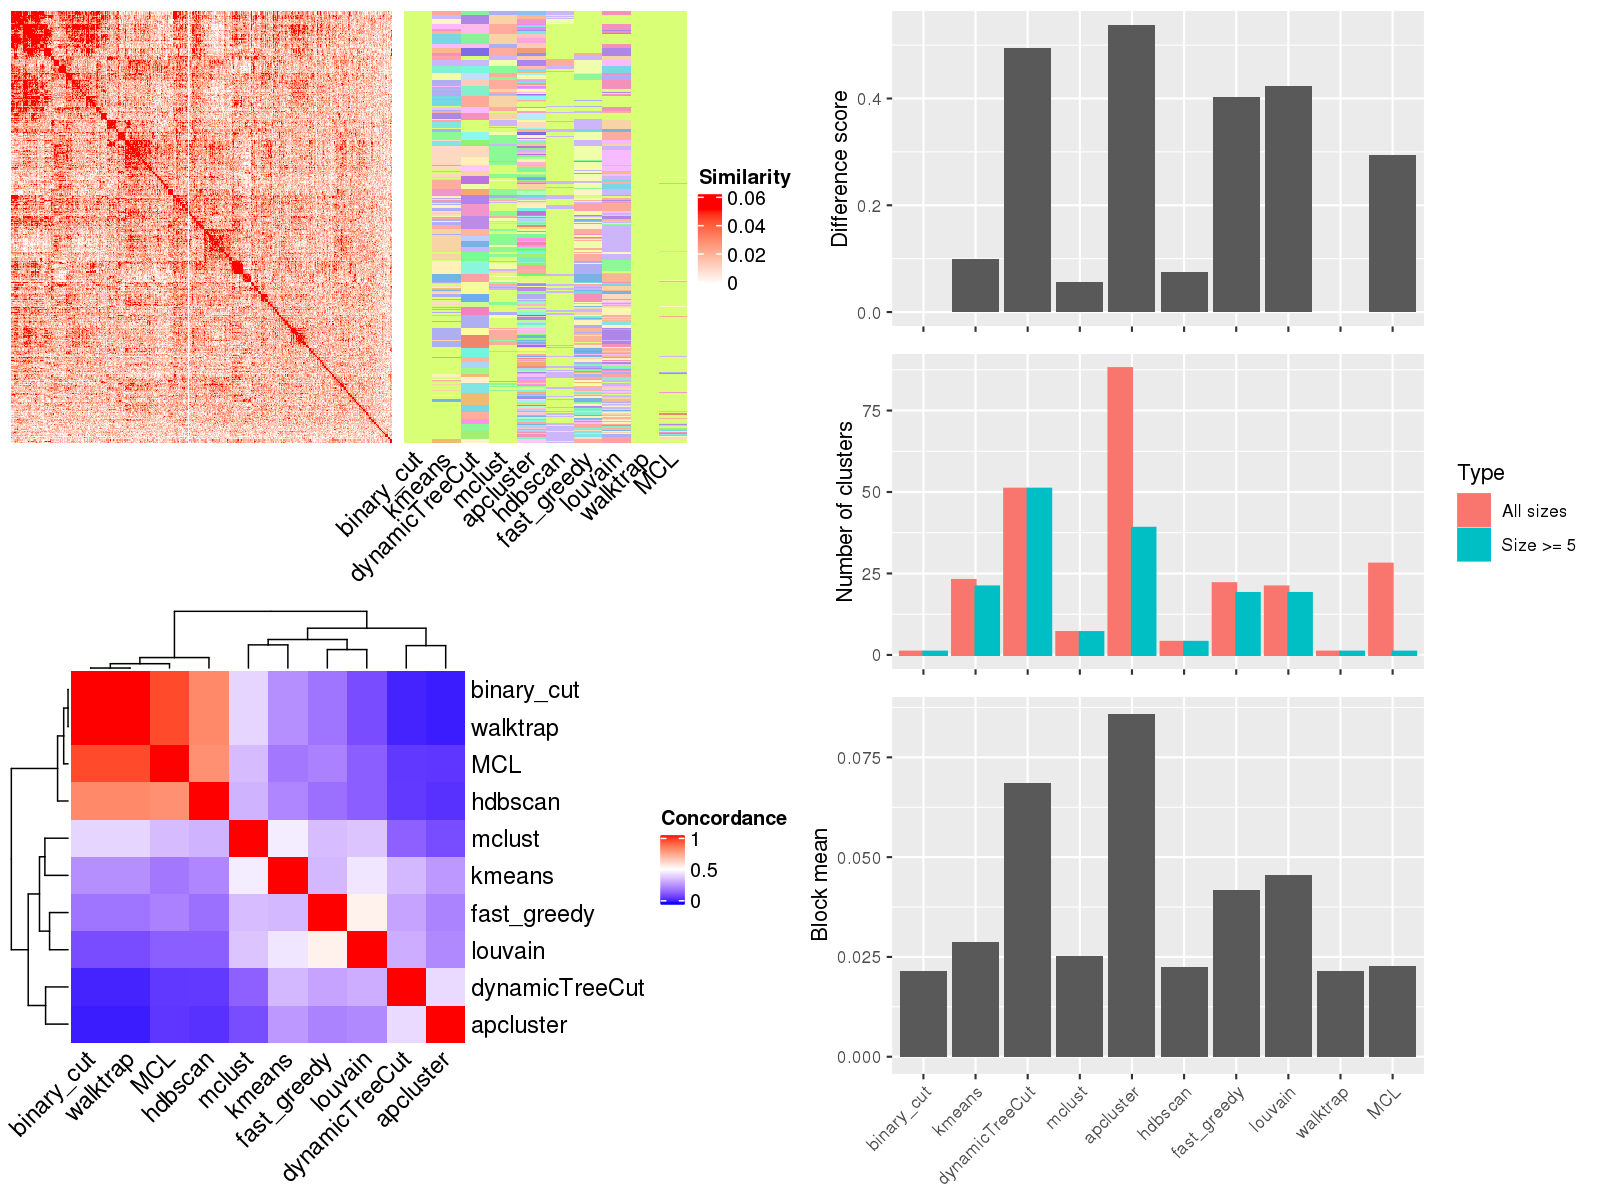 Similarity
0.06
0.04
0.02
0
binary_cut
kmeans
dynamicTreeCut
mclust
apcluster
hdbscan
fast_greedy
louvain
walktrap
MCL
binary_cut
walktrap
MCL
hdbscan
mclust
kmeans
fast_greedy
louvain
dynamicTreeCut
apcluster
Concordance
1
0.5
0
binary_cut
walktrap
MCL
hdbscan
mclust
kmeans
fast_greedy
louvain
dynamicTreeCut
apcluster
Difference score
0.4
0.2
0.0
Number of clusters
75
50
25
0
Type
All sizes
Size >= 5
Block mean
0.075
0.050
0.025
0.000
binary_cut
kmeans
dynamicTreeCut
mclust
apcluster
hdbscan
fast_greedy
louvain
walktrap
MCL